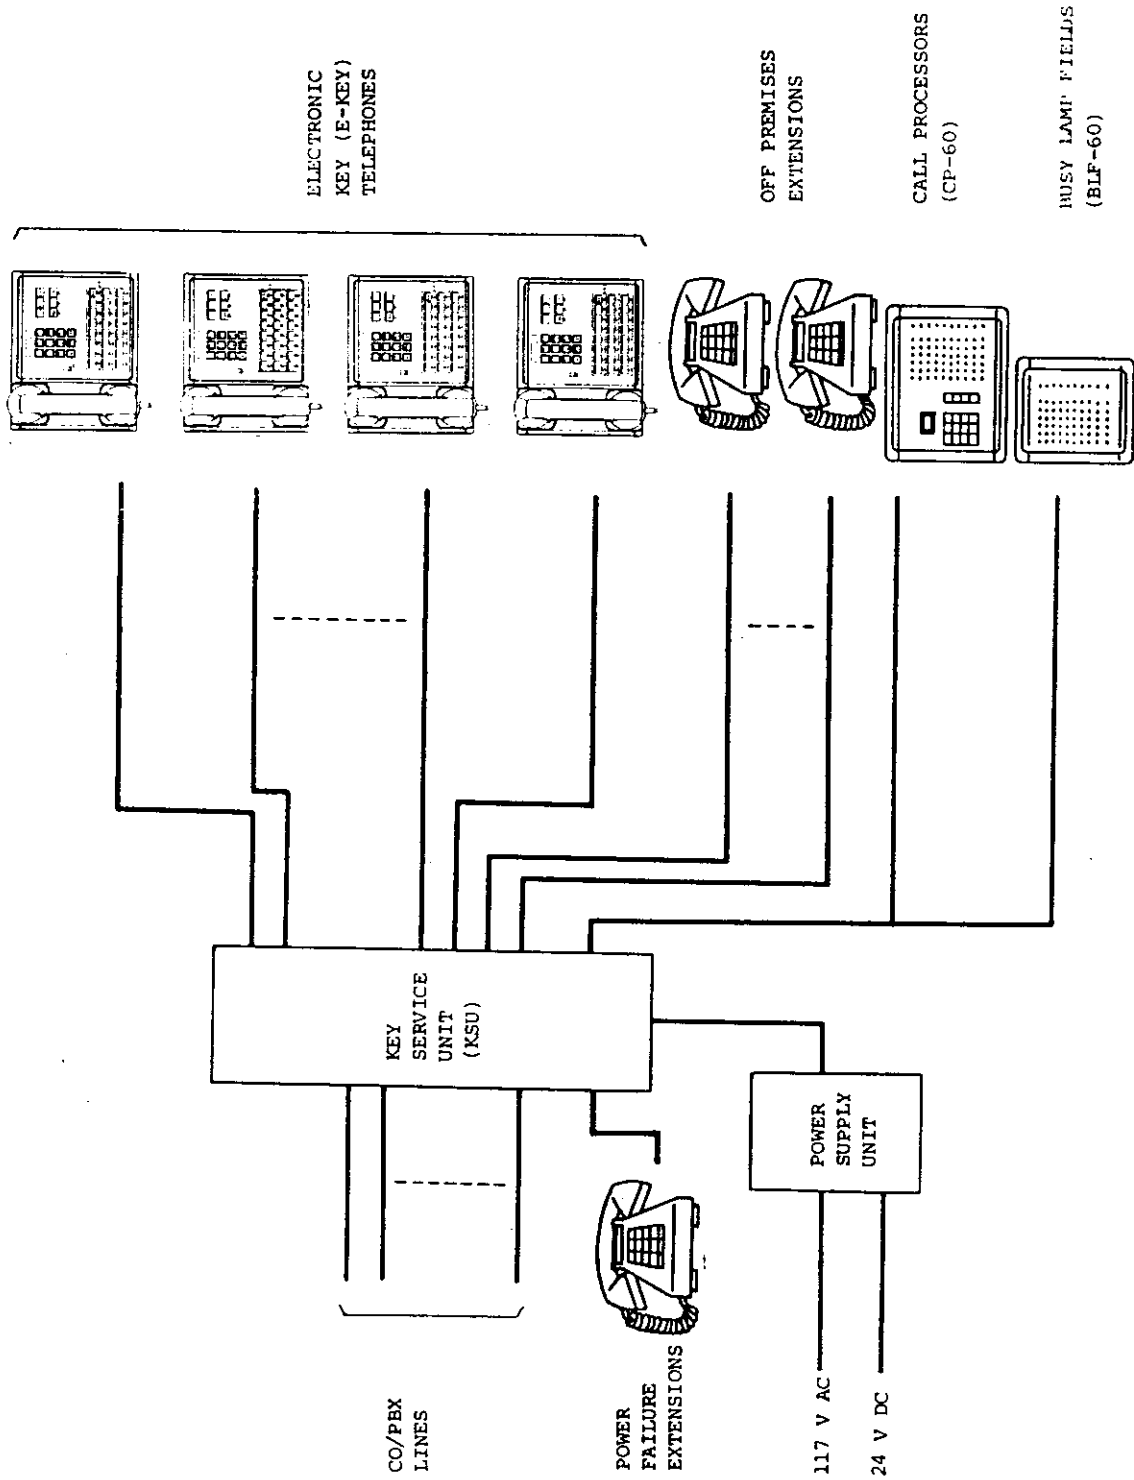 ELECTRONIC
KEY (E-KEY)
TELEPHONES
OFF PREMISES
EXTENSIONS
CALL PROCESSORS
(CP-60)
BUSY LAMP FIELDS
(BLF-60)
KEY
SERVICE
UNIT
(KSU)
POWER
SUPPLY
UNIT
CO/PBX
LINES
POWER
FAILURE
EXTENSIONS
117 V AC
24 V DC